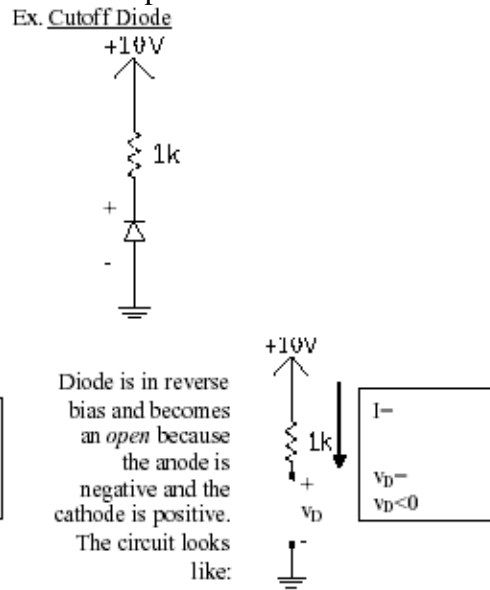 Ex. Cutoff Diode
+10V
1k
+
-
Diode is in reverse
bias and becomes
an open because
the anode is
negative and the
cathode is positive.
The circuit looks
like:
+10V
1k
+
vD
-
I=
vD=
vD<0